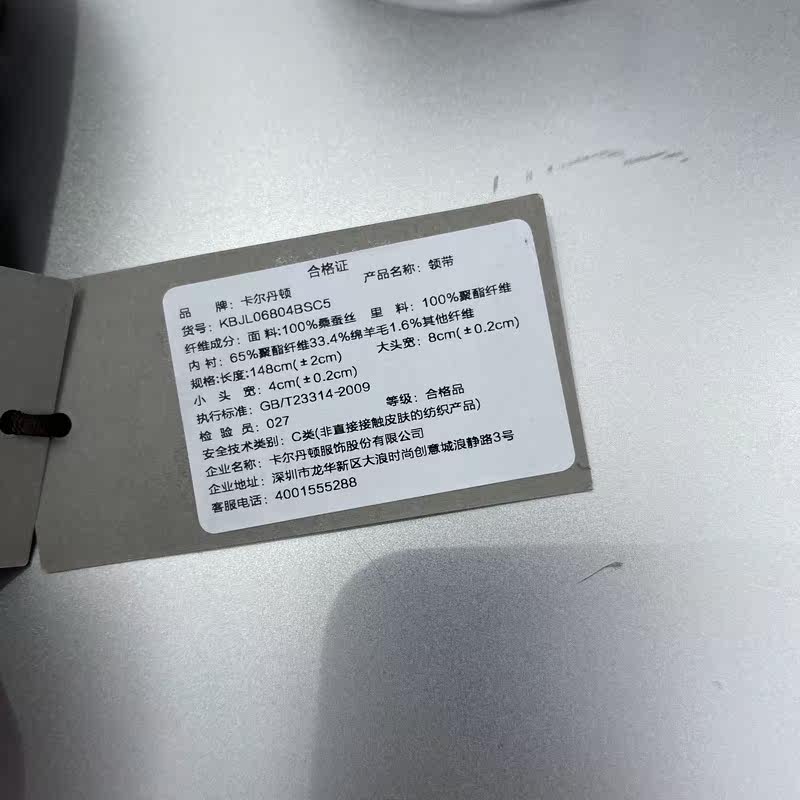 合格证
品 牌：卡尔丹顿 产品名称：领带
货号：KBJL06804BSC5
纤维成分：面 料:100%桑蚕丝 里 料：100%聚酯纤维
内 衬：65%聚酯纤维33.4%绵羊毛1.6%其他纤维
规格:长度:148cm(±2cm) 大头宽：8cm(±0.2cm)
小 头 宽：4cm(±0.2cm)
执行标准：GB/T23314-2009
检 验 员：027 等级：合格品
安全技术类别：C类(非直接接触皮肤的纺织产品)
企业名称：卡尔丹顿服饰股份有限公司
企业地址：深圳市龙华新区大浪时尚创意城浪静路3号
客服电话：4001555288